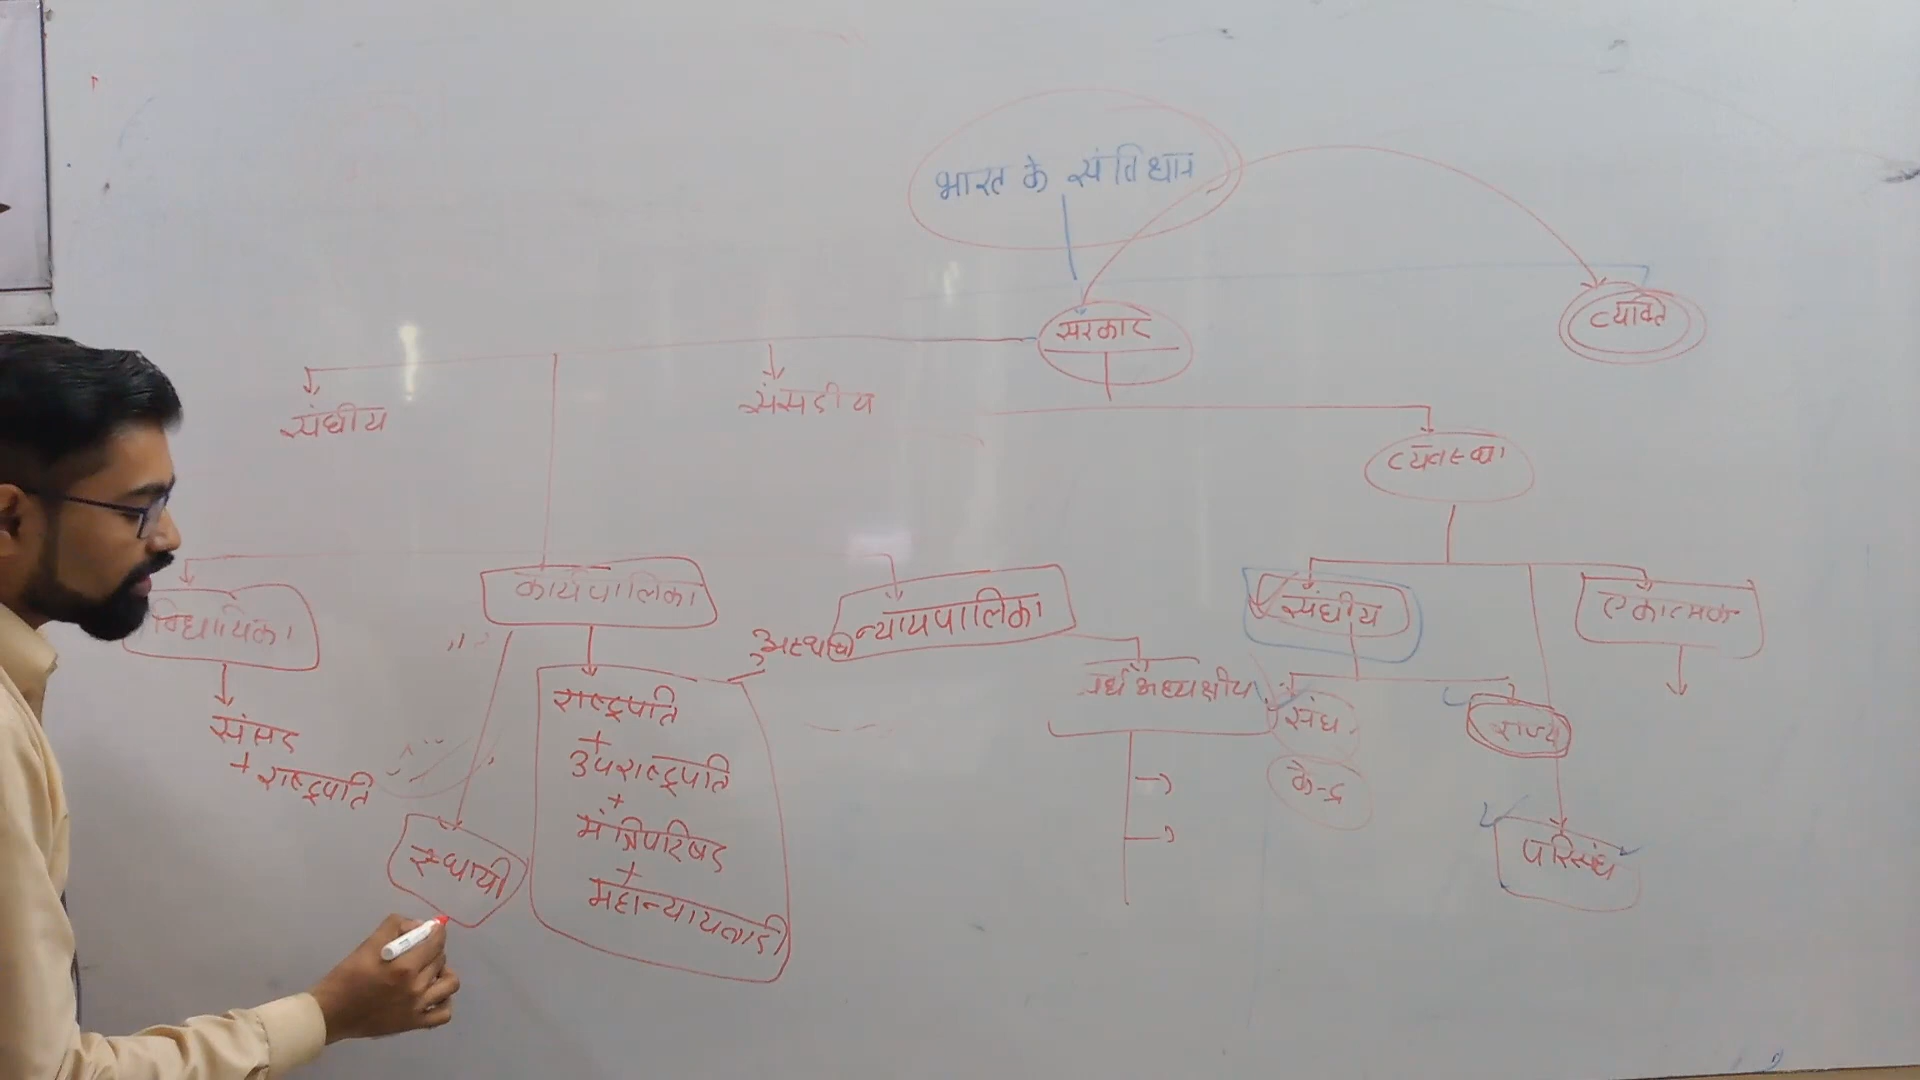 भारत के संविधान
सरकार
व्यक्ति
संघीय
संसदीय
व्यवस्था
विधायिका
कार्यपालिका
न्यायपालिका
संघीय
एकात्मक
अस्थायी
संसद
+ राष्ट्रपति
राष्ट्रपति
+
उपराष्ट्रपति
+
मंत्रिपरिषद
+
महान्यायवादी
स्थायी
अध्यक्षीय
संघ
केन्द्र
राज्य
परिसंघ